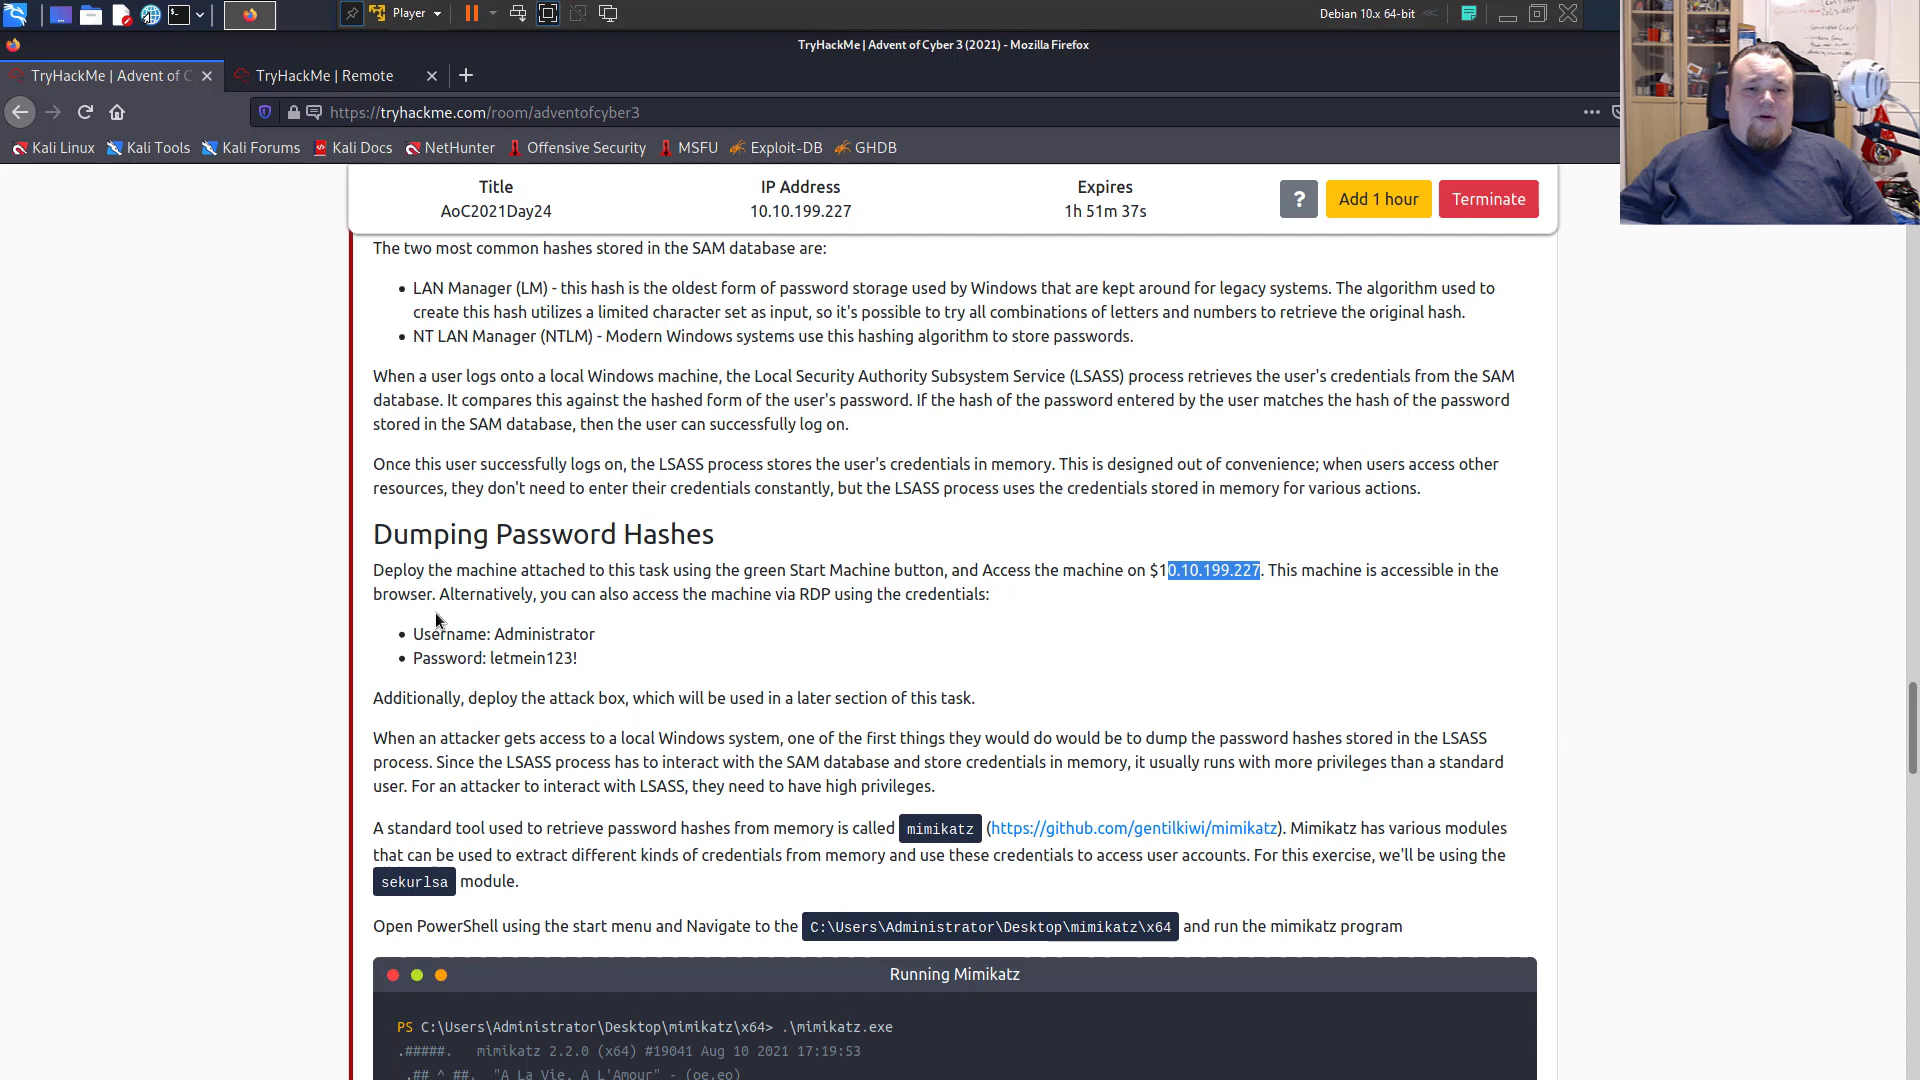 Player
Debian 10.x 64-bit
TryHackMe | Advent of Cyber 3 (2021) - Mozilla Firefox
TryHackMe | Advent of C
TryHackMe | Remote
https://tryhackme.com/room/adventofcyber3
Kali Linux Kali Tools Kali Forums Kali Docs NetHunter Offensive Security MSFU Exploit-DB GHDB
Title IP Address Expires
AoC2021Day24 10.10.199.227 1h 51m 37s
? Add 1 hour Terminate
The two most common hashes stored in the SAM database are:
• LAN Manager (LM) - this hash is the oldest form of password storage used by Windows that are kept around for legacy systems. The algorithm used to
create this hash utilizes a limited character set as input, so it's possible to try all combinations of letters and numbers to retrieve the original hash.
• NT LAN Manager (NTLM) - Modern Windows systems use this hashing algorithm to store passwords.
When a user logs onto a local Windows machine, the Local Security Authority Subsystem Service (LSASS) process retrieves the user's credentials from the SAM
database. It compares this against the hashed form of the user's password. If the hash of the password entered by the user matches the hash of the password
stored in the SAM database, then the user can successfully log on.
Once this user successfully logs on, the LSASS process stores the user's credentials in memory. This is designed out of convenience; when users access other
resources, they don't need to enter their credentials constantly, but the LSASS process uses the credentials stored in memory for various actions.
Dumping Password Hashes
Deploy the machine attached to this task using the green Start Machine button, and Access the machine on $10.10.199.227. This machine is accessible in the
browser. Alternatively, you can also access the machine via RDP using the credentials:
• Username: Administrator
• Password: letmein123!
Additionally, deploy the attack box, which will be used in a later section of this task.
When an attacker gets access to a local Windows system, one of the first things they would do would be to dump the password hashes stored in the LSASS
process. Since the LSASS process has to interact with the SAM database and store credentials in memory, it usually runs with more privileges than a standard
user. For an attacker to interact with LSASS, they need to have high privileges.
A standard tool used to retrieve password hashes from memory is called mimikatz (https://github.com/gentilkiwi/mimikatz). Mimikatz has various modules
that can be used to extract different kinds of credentials from memory and use these credentials to access user accounts. For this exercise, we'll be using the
sekurlsa module.
Open PowerShell using the start menu and Navigate to the C:\Users\Administrator\Desktop\mimikatz\x64 and run the mimikatz program
Running Mimikatz
PS C:\Users\Administrator\Desktop\mimikatz\x64> .\mimikatz.exe
.#####. mimikatz 2.2.0 (x64) #19041 Aug 10 2021 17:19:53
.## ^ ##. "A La Vie, A L'Amour" - (oe.eo)